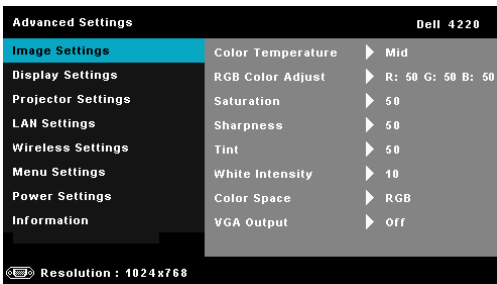 Advanced Settings Dell 4220
Image Settings Color Temperature Mid
Display Settings RGB Color Adjust R: 50 G: 50 B: 50
Projector Settings Saturation 50
LAN Settings Sharpness 50
Wireless Settings Tint 50
Menu Settings White Intensity 10
Power Settings Color Space RGB
Information VGA Output Off
Resolution : 1024x768